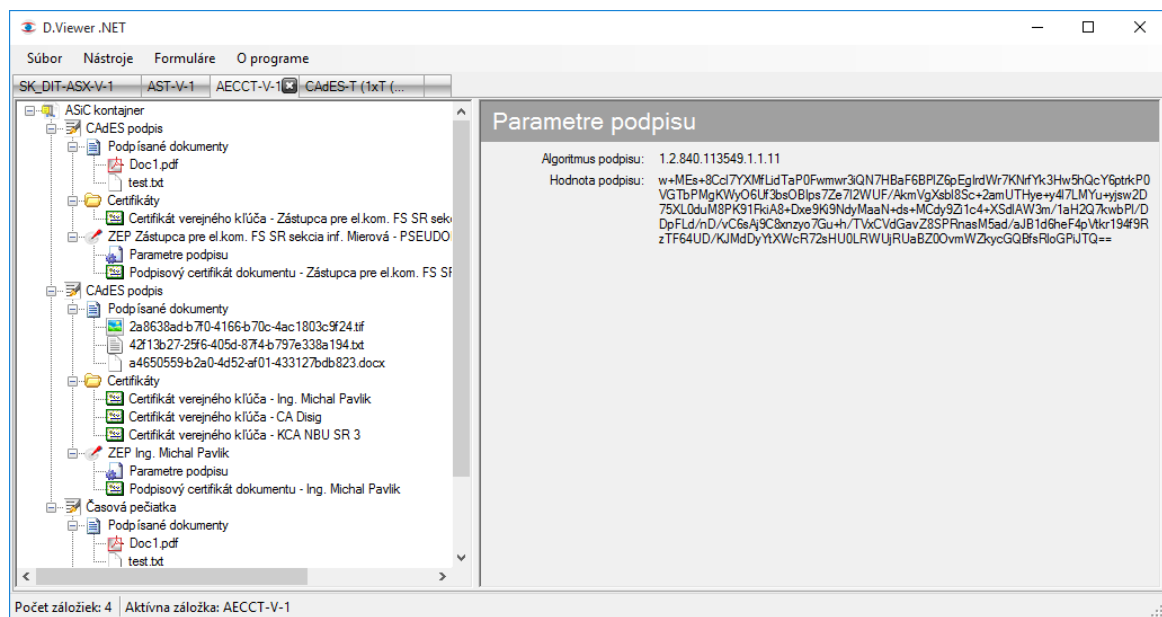 D.Viewer .NET
Súbor Nástroje Formuláre O programe
SK_DIT-ASX-V-1 AST-V-1 AECCT-V-1 CAdES-T (1xT (...
ASiC kontajner
CAdES podpis
Podpísané dokumenty
Doc1.pdf
test.txt
Certifikáty
Certifikát verejného kľúča - Zástupca pre el.kom. FS SR sek
ZEP Zástupca pre el.kom. FS SR sekcia inf. Mierová - PSEUDO
Parametre podpisu
Podpisový certifikát dokumentu - Zástupca pre el.kom. FS SF
CAdES podpis
Podpísané dokumenty
2a8638ad-b7f0-4166-b70c-4ac1803c9f24.tif
42f13b27-25f6-405d-87f4-b797e338a194.txt
a4650559-b2a0-4d52-af01-433127bdb823.docx
Certifikáty
Certifikát verejného kľúča - Ing. Michal Pavlik
Certifikát verejného kľúča - CA Disig
Certifikát verejného kľúča - KCA NBU SR 3
ZEP Ing. Michal Pavlik
Parametre podpisu
Podpisový certifikát dokumentu - Ing. Michal Pavlik
Časová pečiatka
Podpísané dokumenty
Doc1.pdf
test.txt
Parametre podpisu
Algoritmus podpisu: 1.2.840.113549.1.1.11
Hodnota podpisu:
Počet záložiek: 4 Aktívna záložka: AECCT-V-1